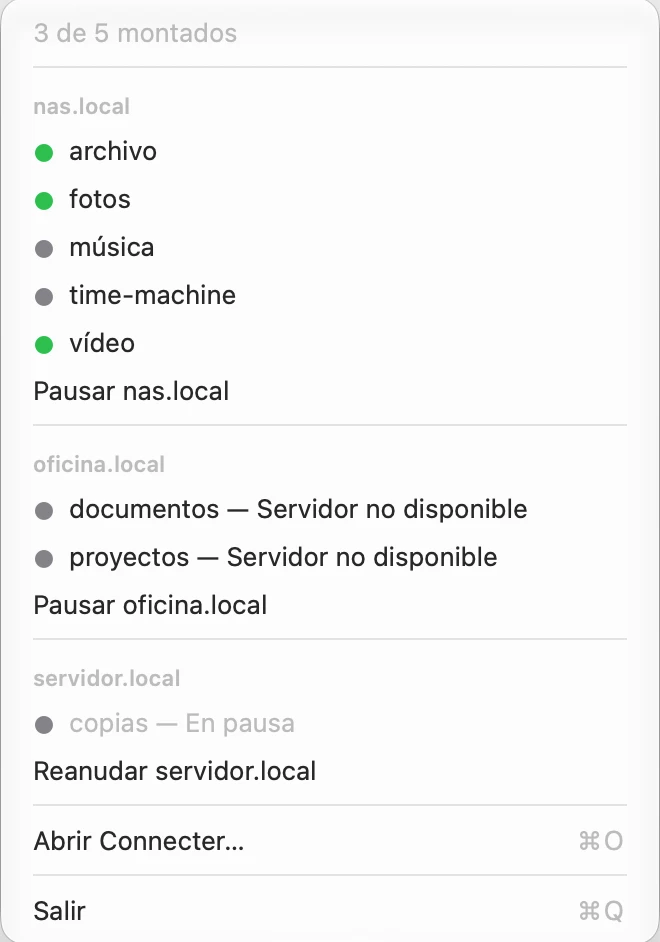 3 de 5 montados
nas.local
archivo
fotos
música
time-machine
vídeo
Pausar nas.local
oficina.local
documentos — Servidor no disponible
proyectos — Servidor no disponible
Pausar oficina.local
servidor.local
copias — En pausa
Reanudar servidor.local
Abrir Connecter... ⌘O
Salir ⌘Q